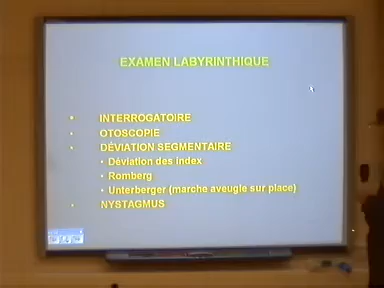 EXAMEN LABYRINTHIQUE
• INTERROGATOIRE
• OTOSCOPIE
• DÉVIATION SEGMENTAIRE
• Déviation des index
• Romberg
• Unterberger (marche aveugle sur place)
• NYSTAGMUS